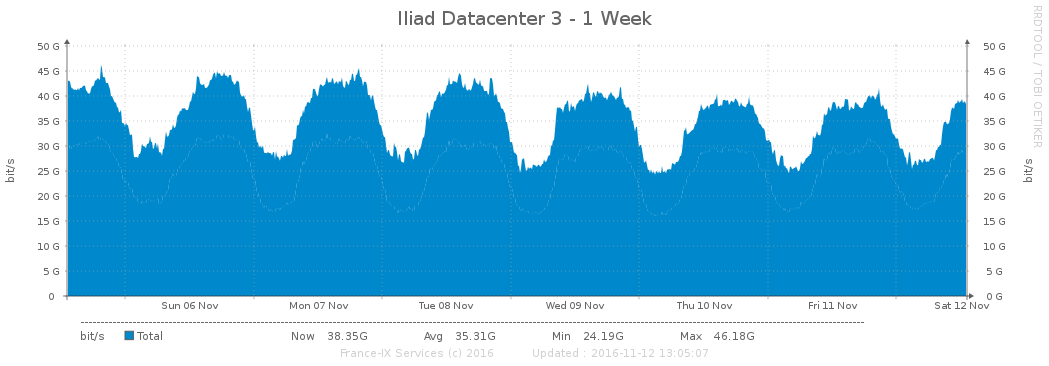 Iliad Datacenter 3 - 1 Week
RRDTOOL / TOBI OETIKER
50 G 50 G
45 G 45 G
40 G 40 G
35 G 35 G
30 G 30 G
25 G 25 G
20 G 20 G
15 G 15 G
10 G 10 G
5 G 5 G
0 0 G
bit/s bit/s
Sun 06 Nov Mon 07 Nov Tue 08 Nov Wed 09 Nov Thu 10 Nov Fri 11 Nov Sat 12 Nov
bit/s Total Now 38.35G Avg 35.31G Min 24.19G Max 46.18G
France-IX Services (c) 2016 Updated : 2016-11-12 13:05:07